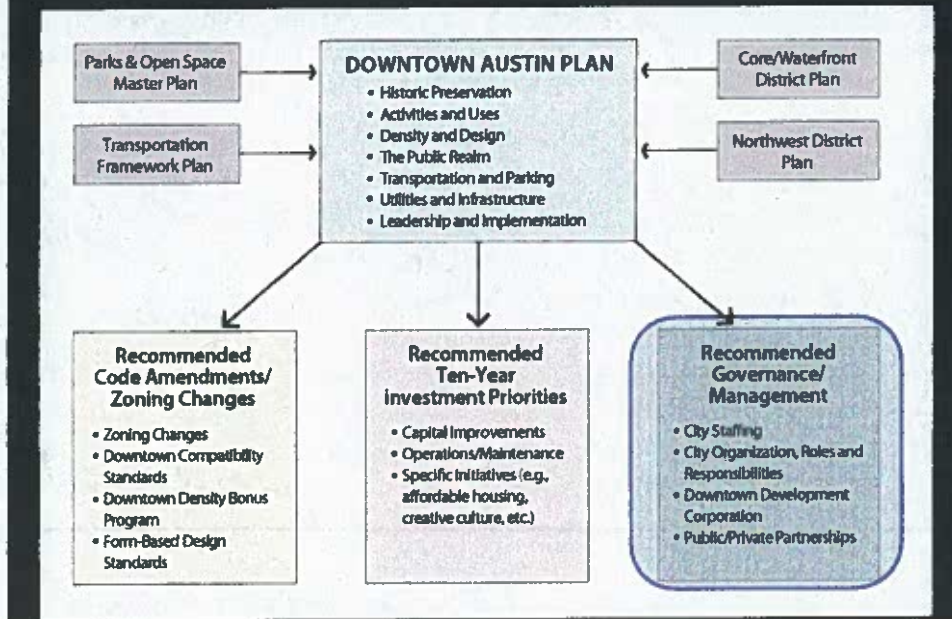 Parks & Open Space
Master Plan
Transportation
Framework Plan
DOWNTOWN AUSTIN PLAN
• Historic Preservation
• Activities and Uses
• Density and Design
• The Public Realm
• Transportation and Parking
• Utilities and Infrastructure
• Leadership and Implementation
Core/Waterfront
District Plan
Northwest District
Plan
Recommended
Code Amendments/
Zoning Changes
• Zoning Changes
• Downtown Compatibility
Standards
• Downtown Density Bonus
Program
• Form-Based Design
Standards
Recommended
Ten-Year
Investment Priorities
• Capital Improvements
• Operations/Maintenance
• Specific Initiatives (e.g.,
affordable housing,
creative culture, etc.)
Recommended
Governance/
Management
• City Staffing
• City Organization, Roles and
Responsibilities
• Downtown Development
Corporation
• Public/Private Partnerships